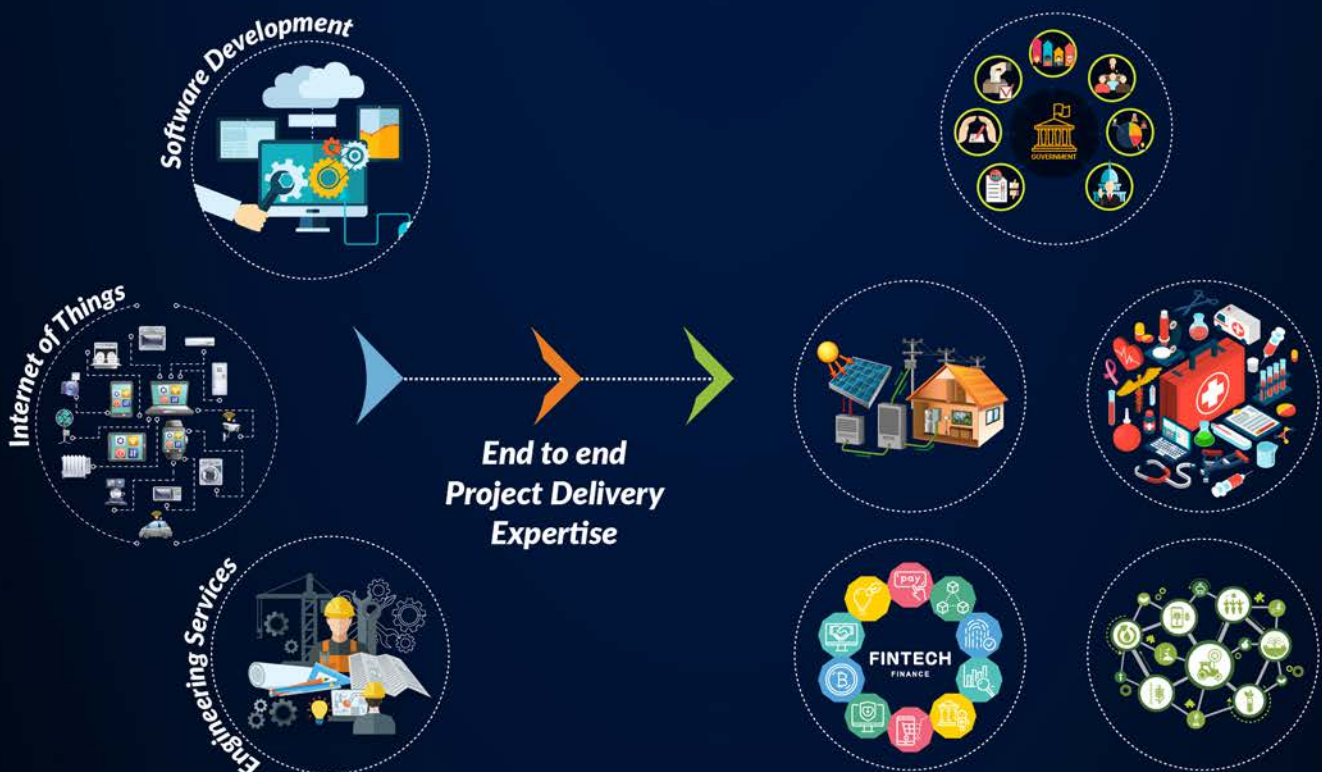 Software Development
GOVERNMENT
Internet of Things
End to end
Project Delivery
Expertise
Engineering Services
pay
FINTECH
FINANCE